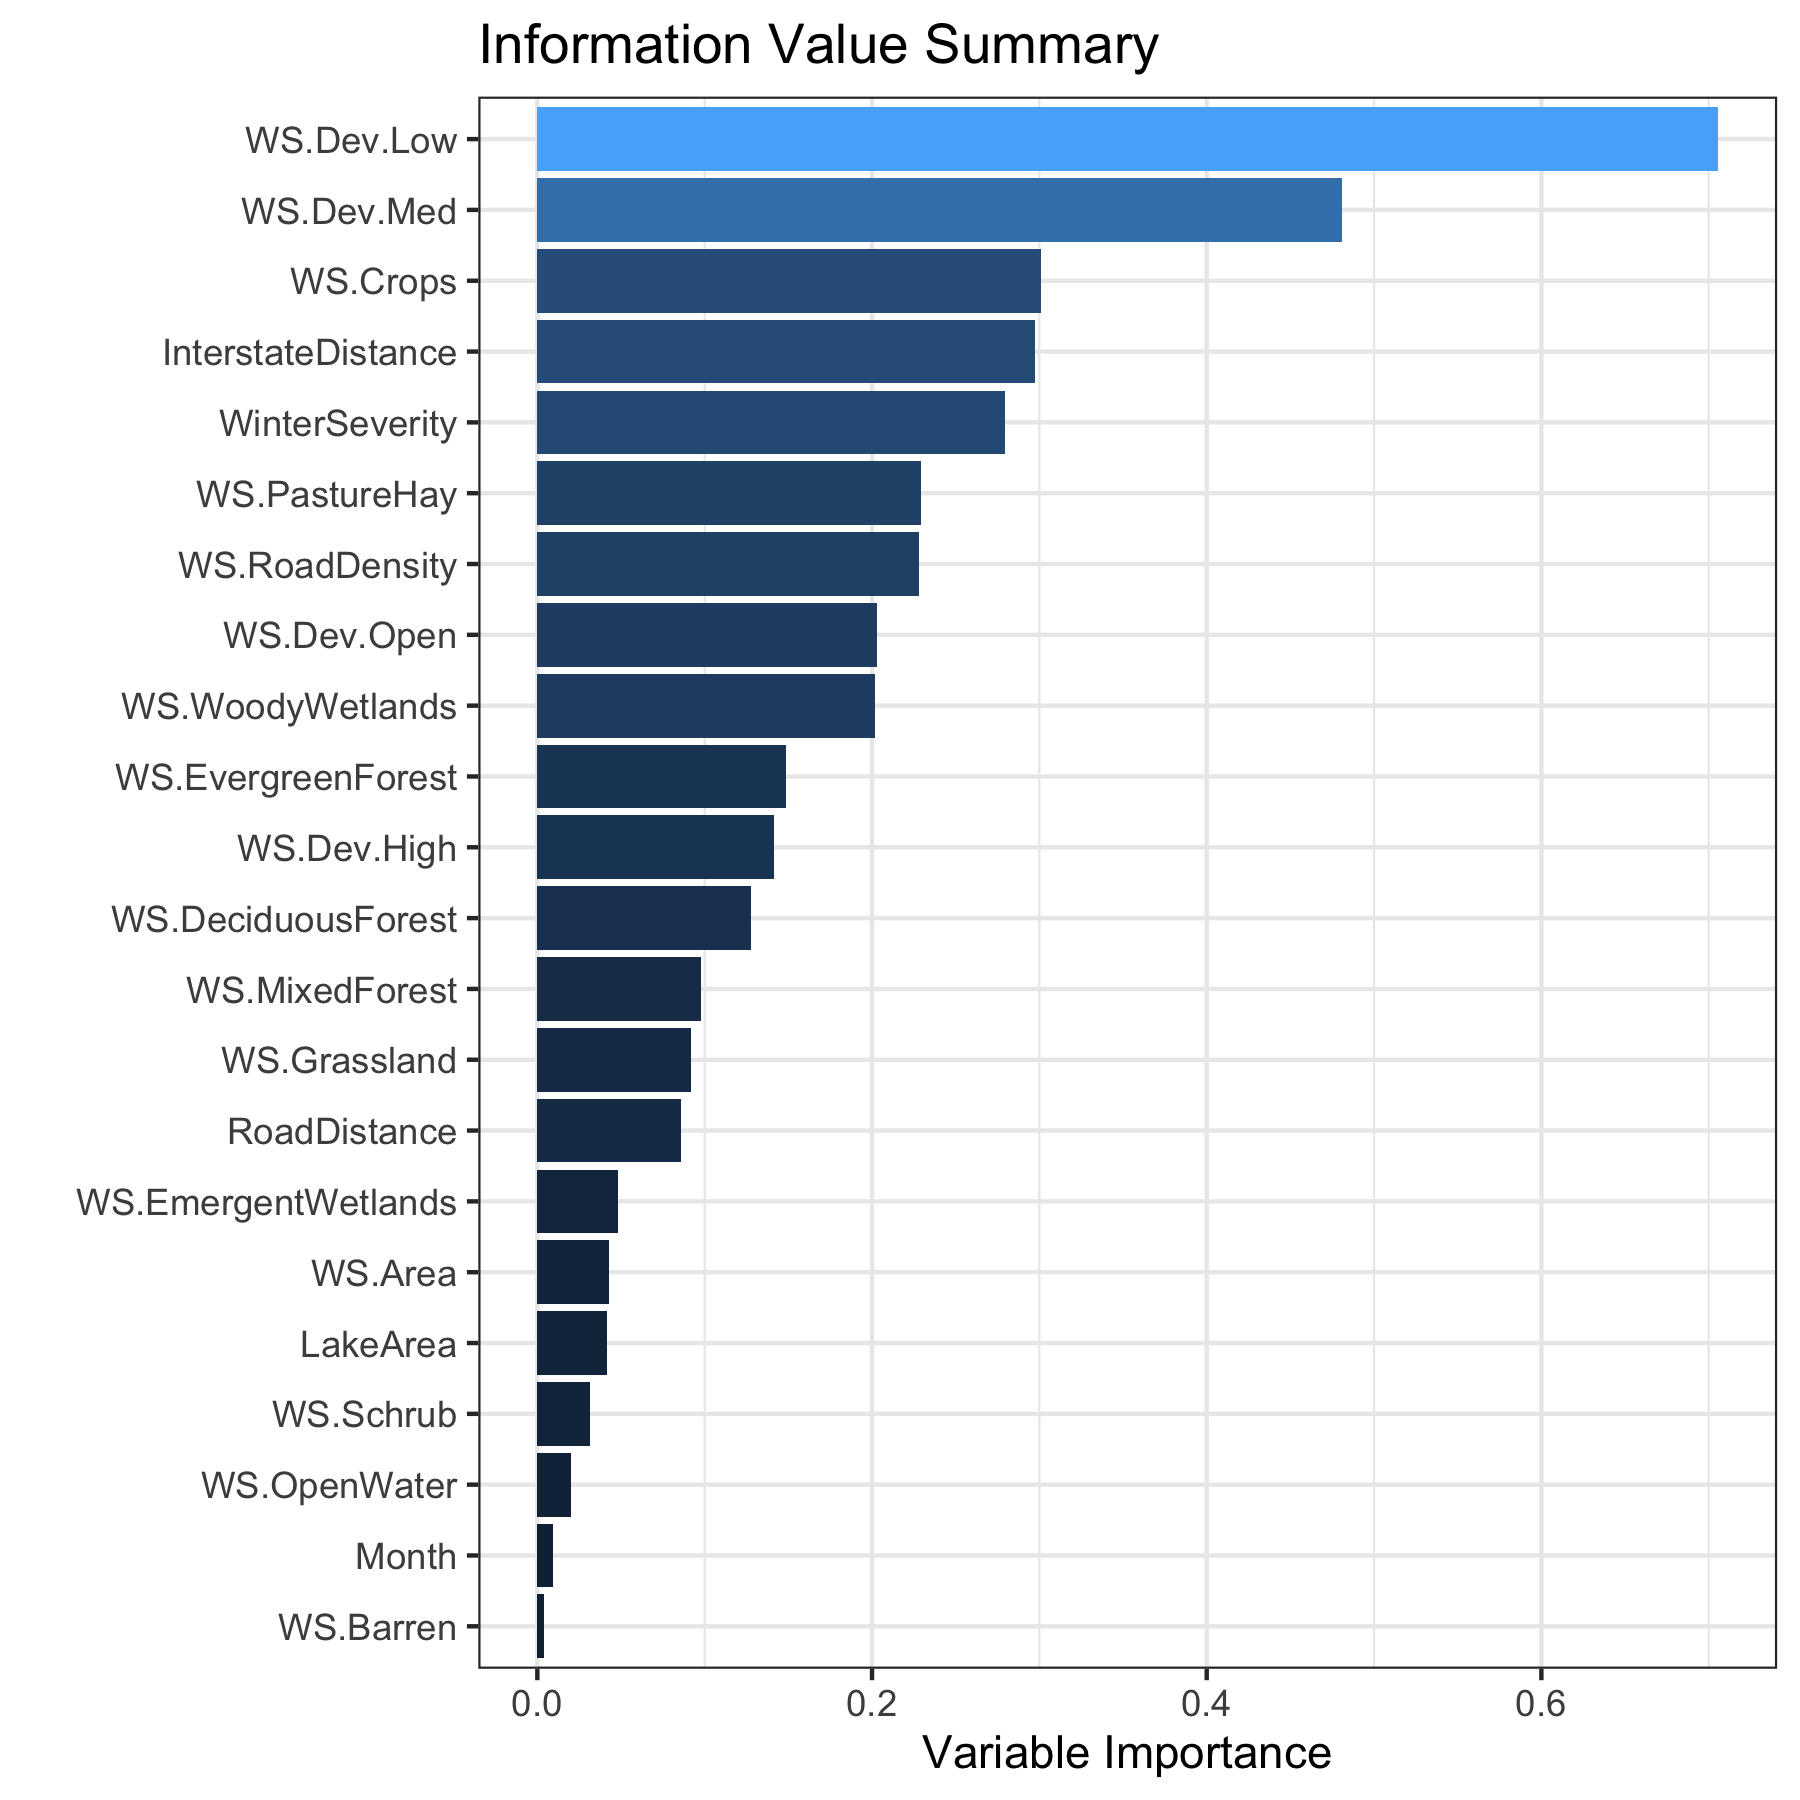 Information Value Summary
WS.Dev.Low
WS.Dev.Med
WS.Crops
InterstateDistance
WinterSeverity
WS.PastureHay
WS.RoadDensity
WS.Dev.Open
WS.WoodyWetlands
WS.EvergreenForest
WS.Dev.High
WS.DeciduousForest
WS.MixedForest
WS.Grassland
RoadDistance
WS.EmergentWetlands
WS.Area
LakeArea
WS.Schrub
WS.OpenWater
Month
WS.Barren
0.0 0.2 0.4 0.6
Variable Importance